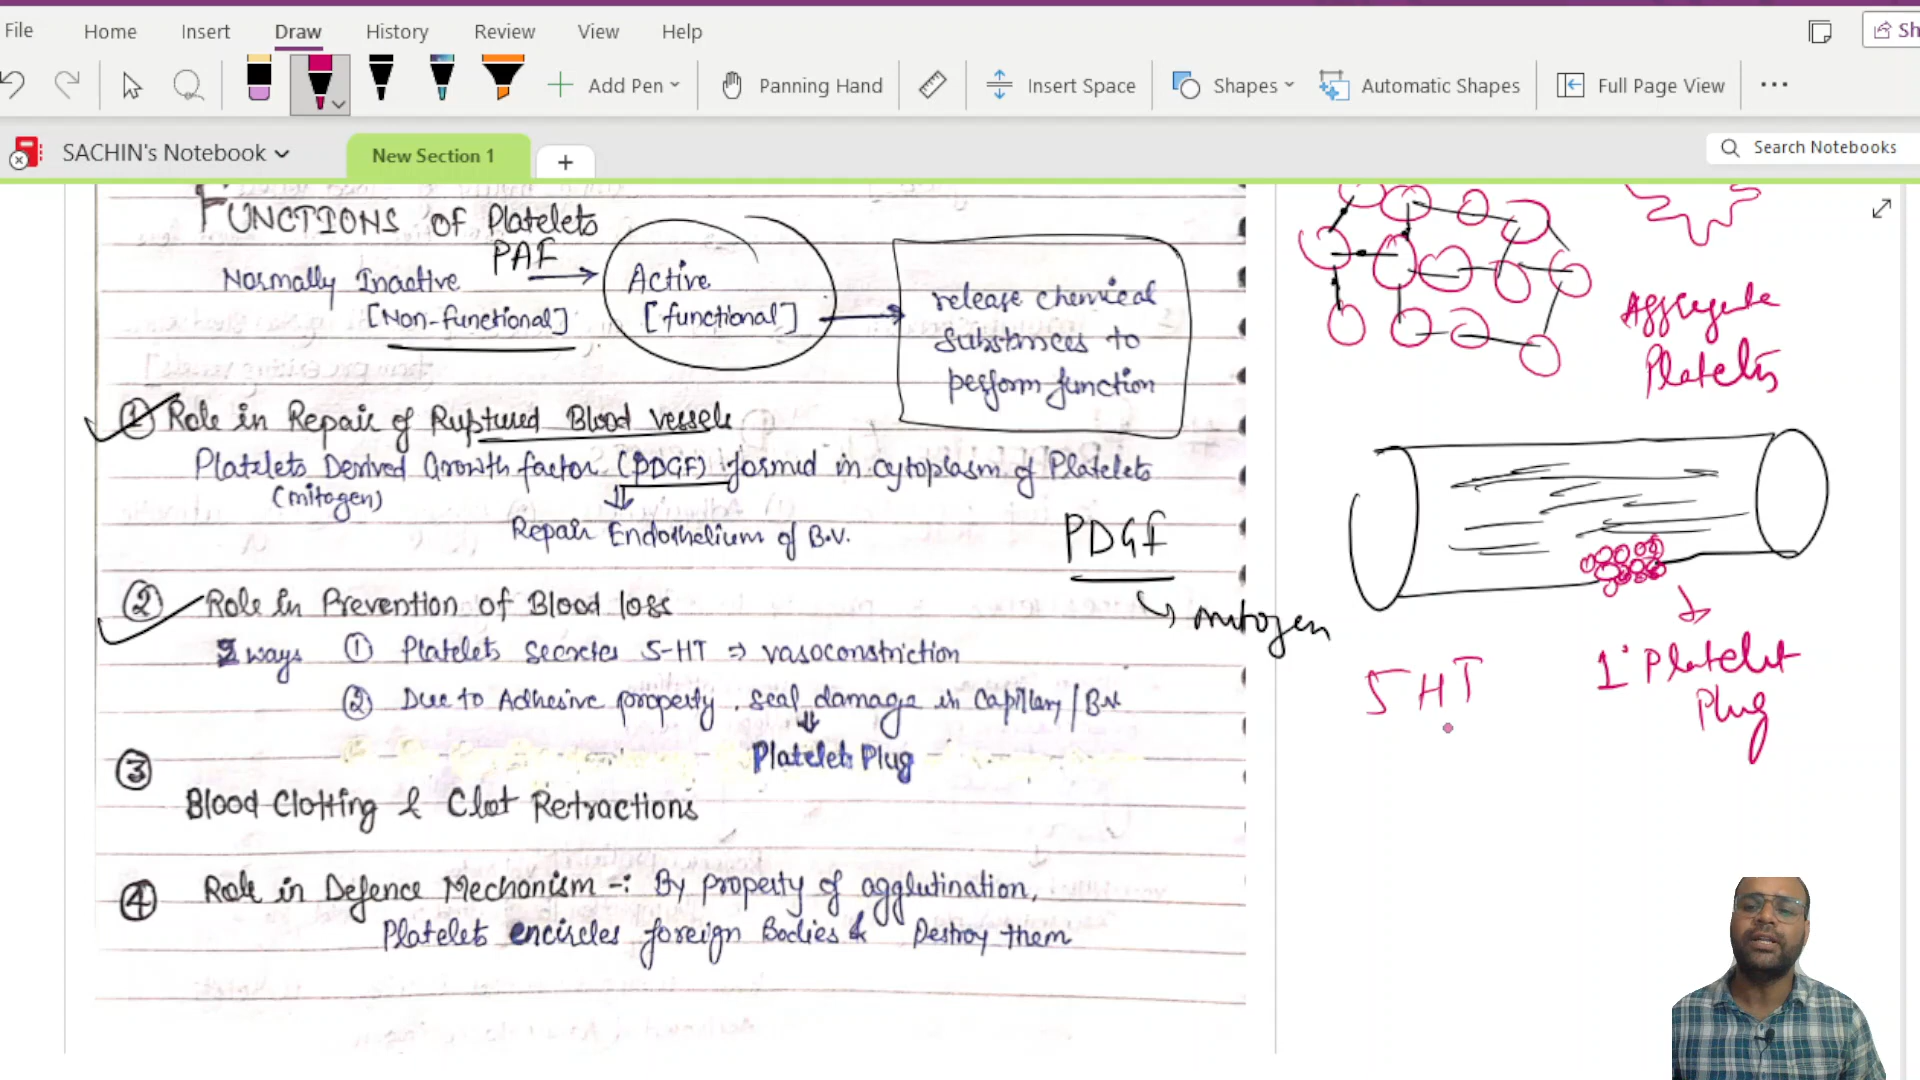 File Home Insert Draw History Review View Help Sh
Add Pen Panning Hand Insert Space Shapes Automatic Shapes Full Page View ...
SACHIN's Notebook New Section 1 + Search Notebooks
FUNCTIONS of Platelets
PAF
Normally Inactive
[Non-functional]
Active
[functional]
release chemical
substances to
perform function
① Role in Repair of Ruptured Blood Vessels
Platelets Derived Growth factor (PDGF) formed in cytoplasm of Platelets
(mitogen)
⇓
Repair Endothelium of B.V.
PDGF
mitogen
② Role in Prevention of Blood loss
2 ways ① Platelets secretes 5-HT ⇒ vasoconstriction
② Due to Adhesive property, seal damage in Capillary/B.V.
⇓
Platelets Plug
③
Blood Clotting & Clot Retractions
④ Role in Defence Mechanism -: By property of agglutination,
Platelets encircles foreign Bodies & Destroy them
Aggregate
Platelets
1° Platelet
Plug
5HT